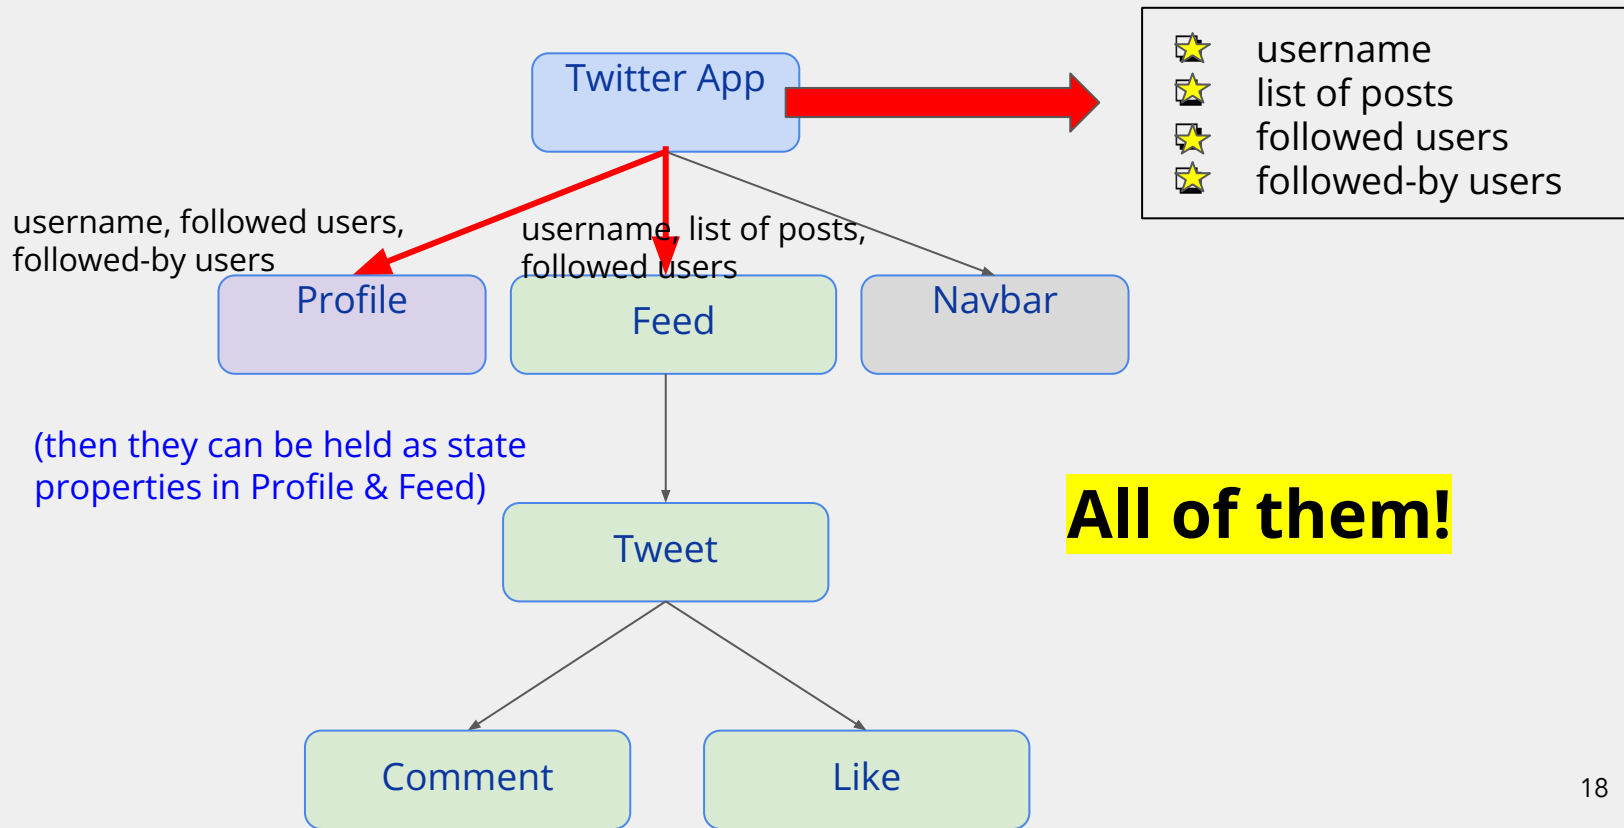 Twitter App
username
list of posts
followed users
followed-by users
username, followed users,
followed-by users
username, list of posts,
followed users
Profile
Feed
Navbar
(then they can be held as state
properties in Profile & Feed)
All of them!
Tweet
Comment
Like
18